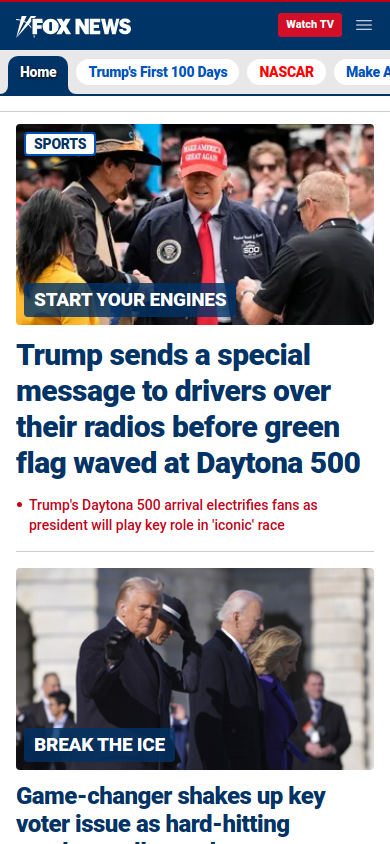 FOX NEWS
Watch TV
Home
Trump's First 100 Days
NASCAR
Make A
SPORTS
MAKE AMERICA
GREAT AGAIN
500
START YOUR ENGINES
Trump sends a special
message to drivers over
their radios before green
flag waved at Daytona 500
• Trump's Daytona 500 arrival electrifies fans as
president will play key role in 'iconic' race
BREAK THE ICE
Game-changer shakes up key
voter issue as hard-hitting